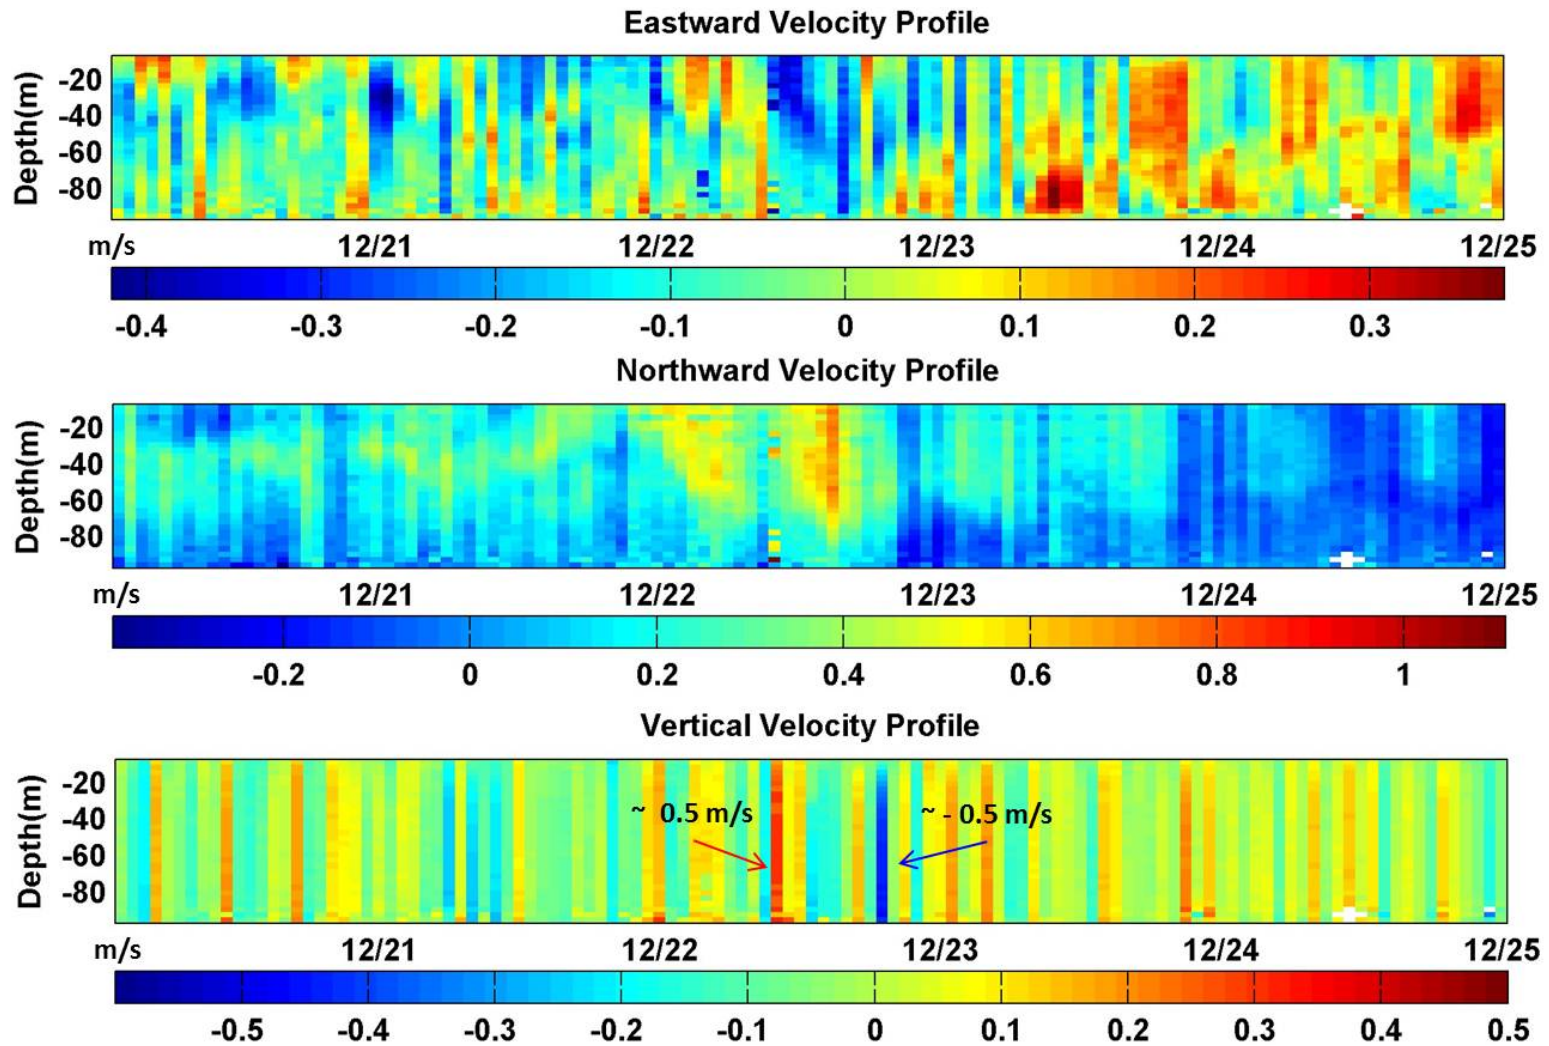 Eastward Velocity Profile
Depth(m)
-20
-40
-60
-80
m/s 12/21 12/22 12/23 12/24 12/25
-0.4 -0.3 -0.2 -0.1 0 0.1 0.2 0.3
Northward Velocity Profile
Depth(m)
-20
-40
-60
-80
m/s 12/21 12/22 12/23 12/24 12/25
-0.2 0 0.2 0.4 0.6 0.8 1
Vertical Velocity Profile
Depth(m)
-20
-40
-60
-80
~ 0.5 m/s ~ - 0.5 m/s
m/s 12/21 12/22 12/23 12/24 12/25
-0.5 -0.4 -0.3 -0.2 -0.1 0 0.1 0.2 0.3 0.4 0.5